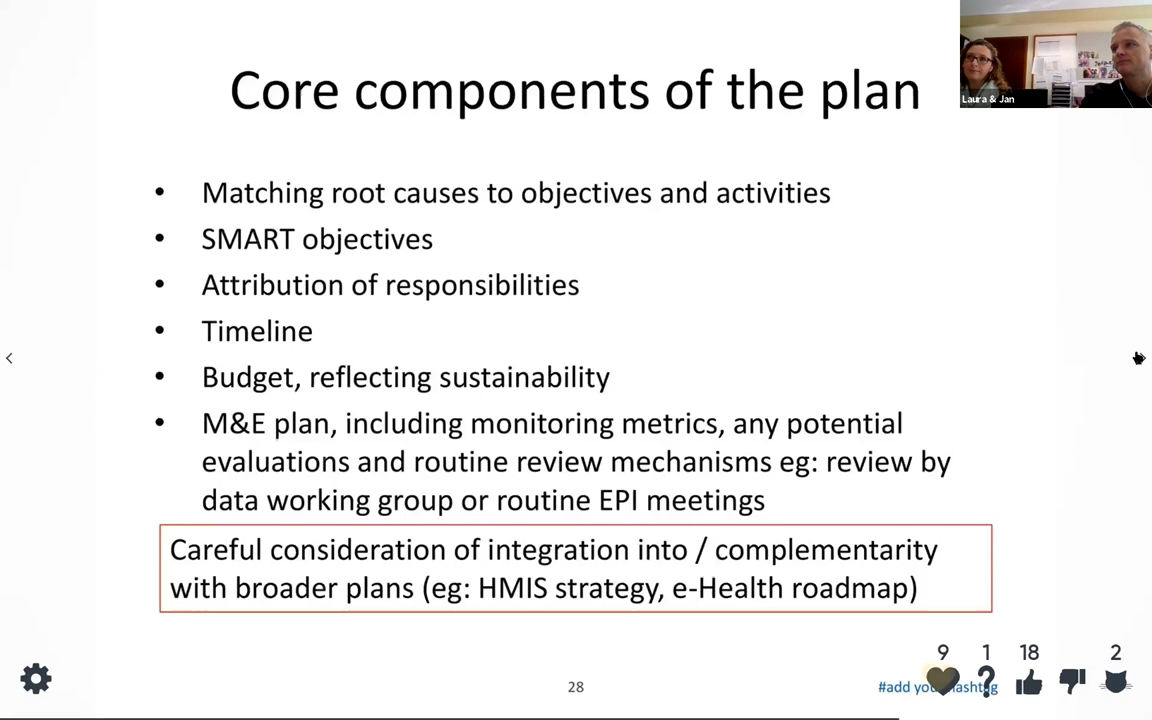 Core components of the plan
Laura & Jan
• Matching root causes to objectives and activities
• SMART objectives
• Attribution of responsibilities
• Timeline
• Budget, reflecting sustainability
• M&E plan, including monitoring metrics, any potential
evaluations and routine review mechanisms eg: review by
data working group or routine EPI meetings
Careful consideration of integration into / complementarity
with broader plans (eg: HMIS strategy, e-Health roadmap)
9 1 18 2
28
#add your hashtag